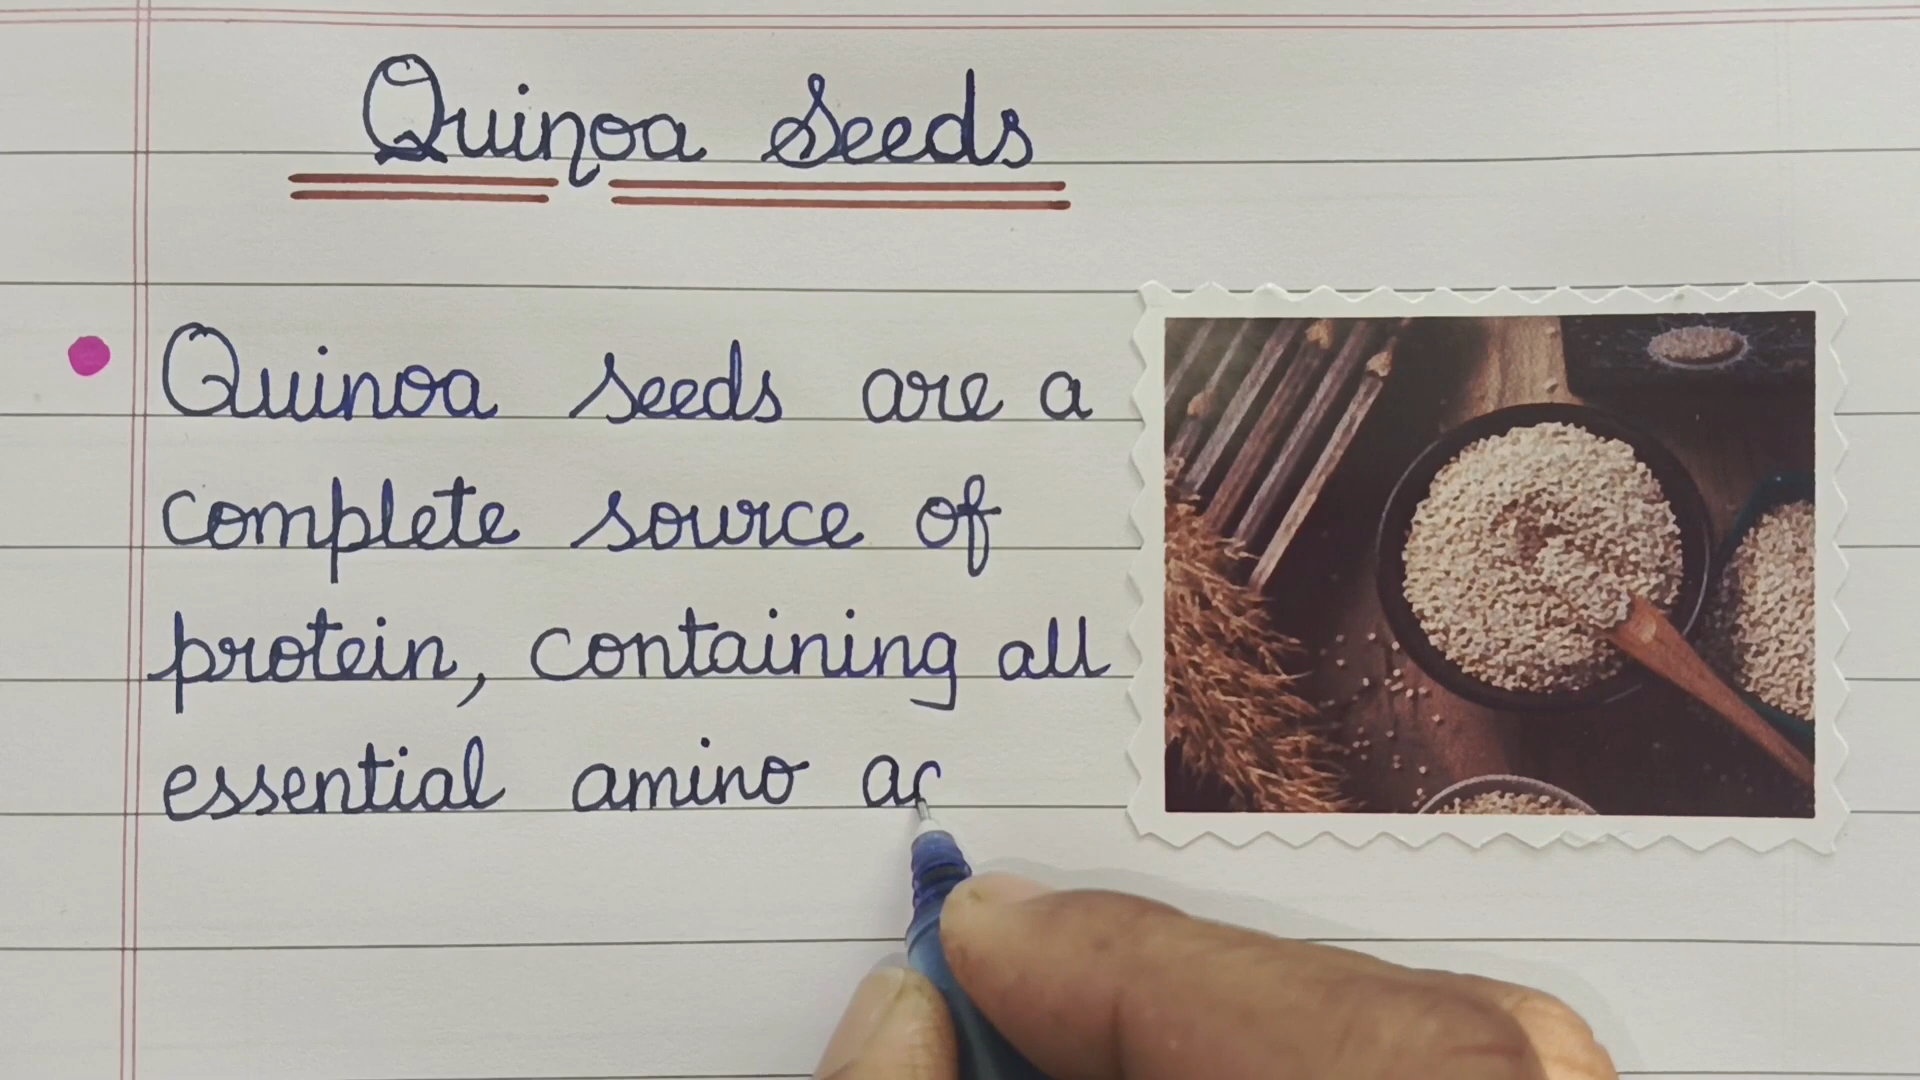 Quinoa Seeds
Quinoa seeds are a
complete source of
protein, containing all
essential amino ac